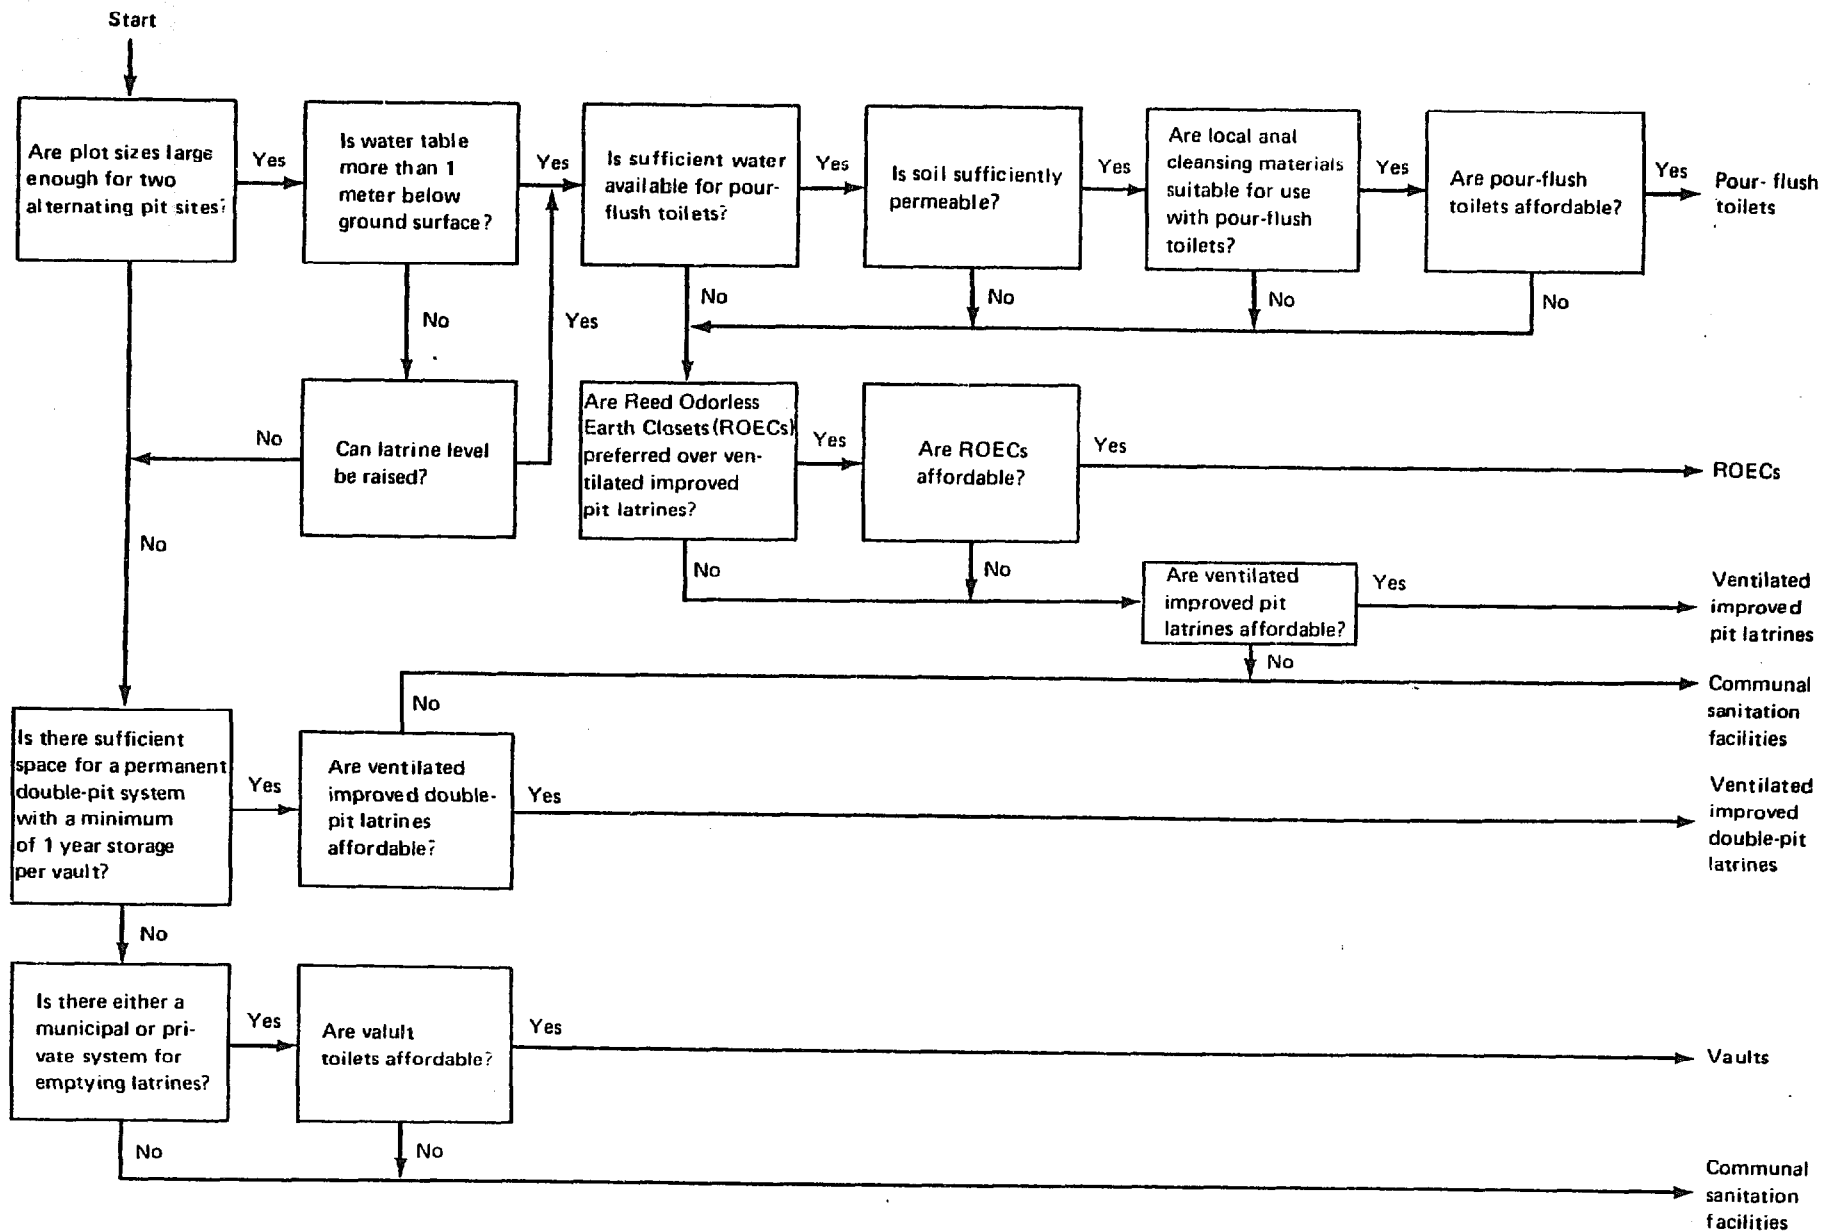 Start
Are plot sizes large
enough for two
alternating pit sites?
Yes
Is water table
more than 1
meter below
ground surface?
Yes
Is sufficient water
available for pour-
flush toilets?
Yes
Is soil sufficiently
permeable?
Yes
Are local anal
cleansing materials
suitable for use
with pour-flush
toilets?
Yes
Are pour-flush
toilets affordable?
Yes
Pour-flush
toilets
No
No
No
No
No
Yes
Can latrine level
be raised?
No
No
Are Reed Odorless
Earth Closets (ROECs)
preferred over ven-
tilated improved
pit latrines?
Yes
Are ROECs
affordable?
Yes
ROECs
No
No
Are ventilated
improved pit
latrines affordable?
Yes
Ventilated
improved
pit latrines
No
Communal
sanitation
facilities
Is there sufficient
space for a permanent
double-pit system
with a minimum
of 1 year storage
per vault?
Yes
No
Are ventilated
improved double-
pit latrines
affordable?
Yes
Ventilated
improved
double-pit
latrines
No
Is there either a
municipal or pri-
vate system for
emptying latrines?
Yes
Are valult
toilets affordable?
Yes
Vaults
No
No
Communal
sanitation
facilities